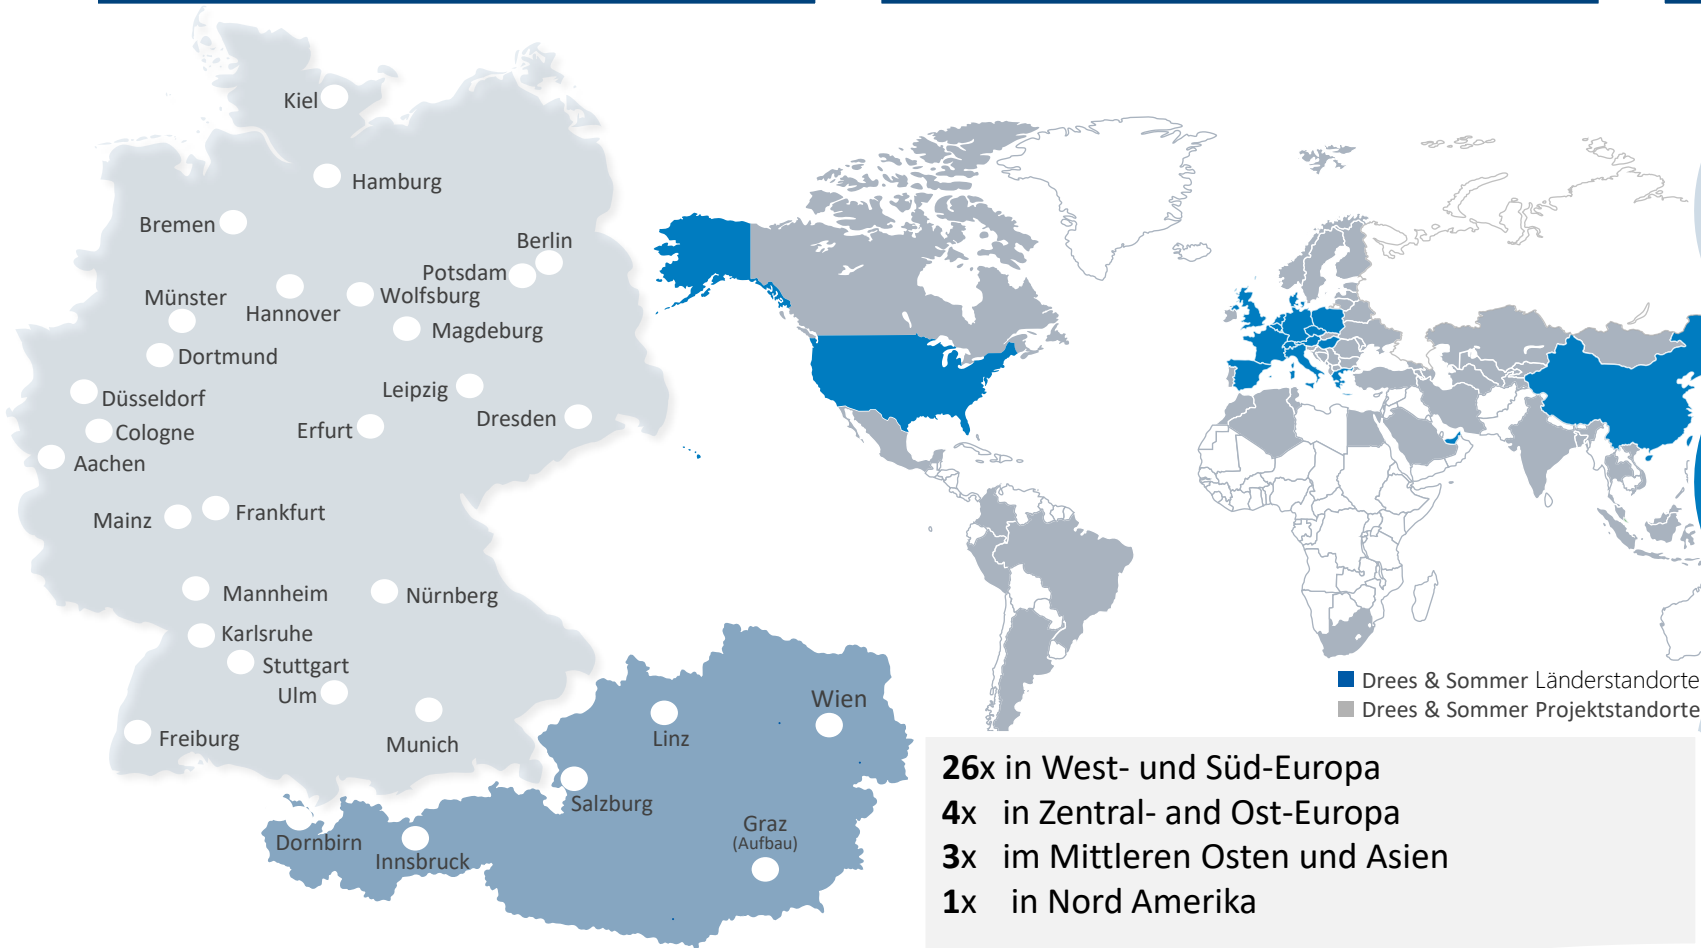 Kiel
Hamburg
Bremen
Berlin
Potsdam
Münster
Hannover
Wolfsburg
Magdeburg
Dortmund
Düsseldorf
Leipzig
Cologne
Erfurt
Dresden
Aachen
Mainz
Frankfurt
Mannheim
Nürnberg
Karlsruhe
Stuttgart
Ulm
Freiburg
Munich
Linz
Wien
Salzburg
Dornbirn
Innsbruck
Graz
(Aufbau)
Drees & Sommer Länderstandorte
Drees & Sommer Projektstandorte
26x in West- und Süd-Europa
4x in Zentral- and Ost-Europa
3x im Mittleren Osten und Asien
1x in Nord Amerika